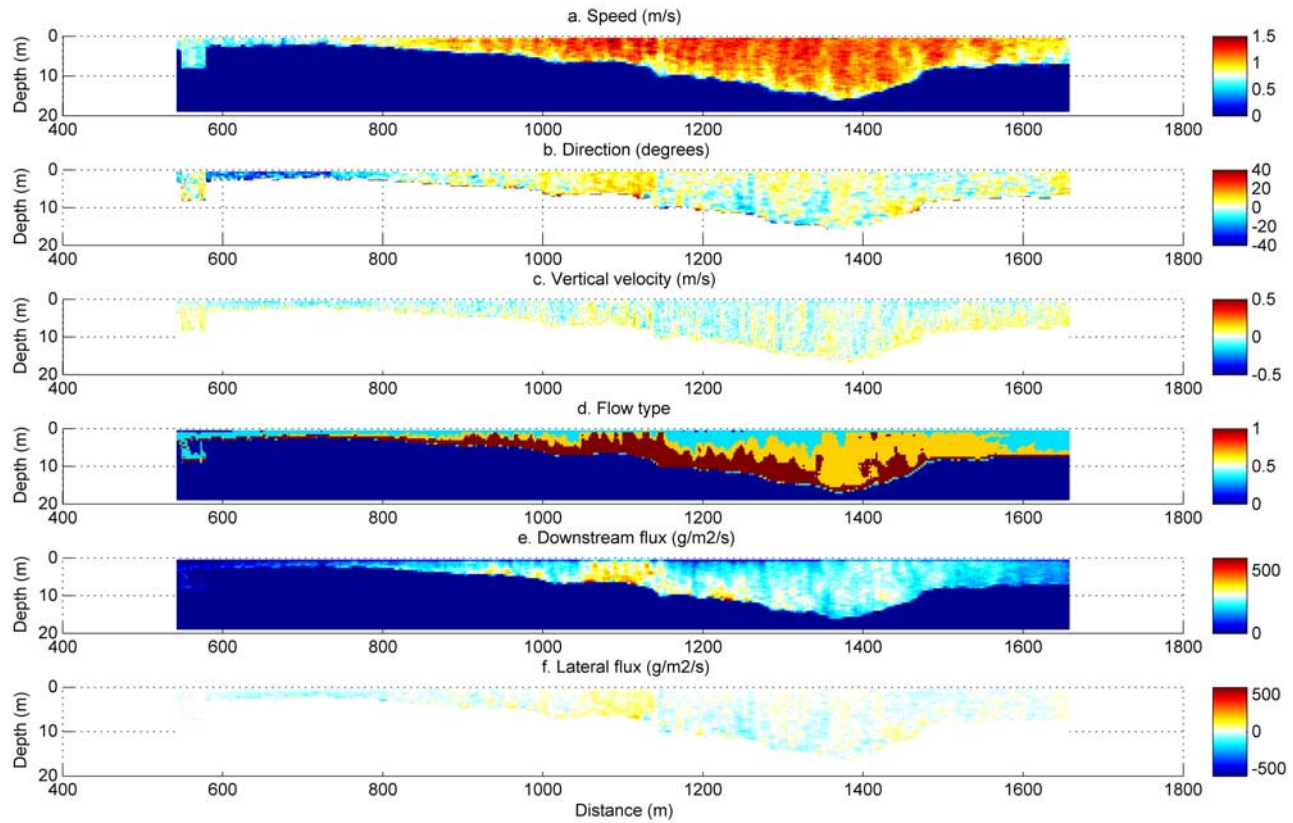 a. Speed (m/s)
Depth (m)
0
10
20
400 600 800 1000 1200 1400 1600 1800
1.5
1
0.5
0
b. Direction (degrees)
Depth (m)
0
10
20
400 600 800 1000 1200 1400 1600 1800
40
20
0
-20
-40
c. Vertical velocity (m/s)
Depth (m)
0
10
20
400 600 800 1000 1200 1400 1600 1800
0.5
0
-0.5
d. Flow type
Depth (m)
0
10
20
400 600 800 1000 1200 1400 1600 1800
1
0.5
0
e. Downstream flux (g/m2/s)
Depth (m)
0
10
20
400 600 800 1000 1200 1400 1600 1800
500
0
f. Lateral flux (g/m2/s)
Depth (m)
0
10
20
400 600 800 1000 1200 1400 1600 1800
500
0
-500
Distance (m)